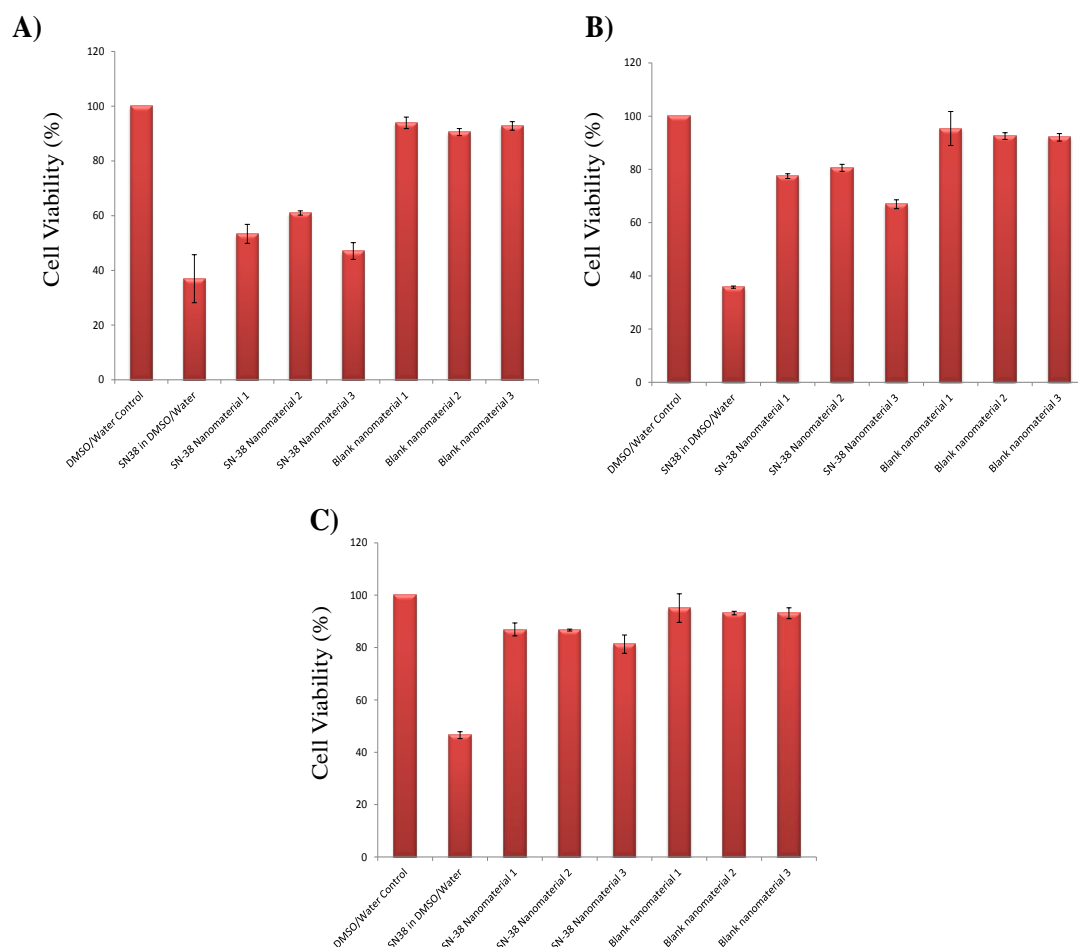 A)
Cell Viability (%)
120
100
80
60
40
20
0
DMSO/Water Control
SN38 in DMSO/Water
SN-38 Nanomaterial 1
SN-38 Nanomaterial 2
SN-38 Nanomaterial 3
Blank nanomaterial 1
Blank nanomaterial 2
Blank nanomaterial 3
B)
Cell Viability (%)
120
100
80
60
40
20
0
DMSO/Water Control
SN38 in DMSO/Water
SN-38 Nanomaterial 1
SN-38 Nanomaterial 2
SN-38 Nanomaterial 3
Blank nanomaterial 1
Blank nanomaterial 2
Blank nanomaterial 3
C)
Cell Viability (%)
120
100
80
60
40
20
0
DMSO/Water Control
SN38 in DMSO/Water
SN-38 Nanomaterial 1
SN-38 Nanomaterial 2
SN-38 Nanomaterial 3
Blank nanomaterial 1
Blank nanomaterial 2
Blank nanomaterial 3